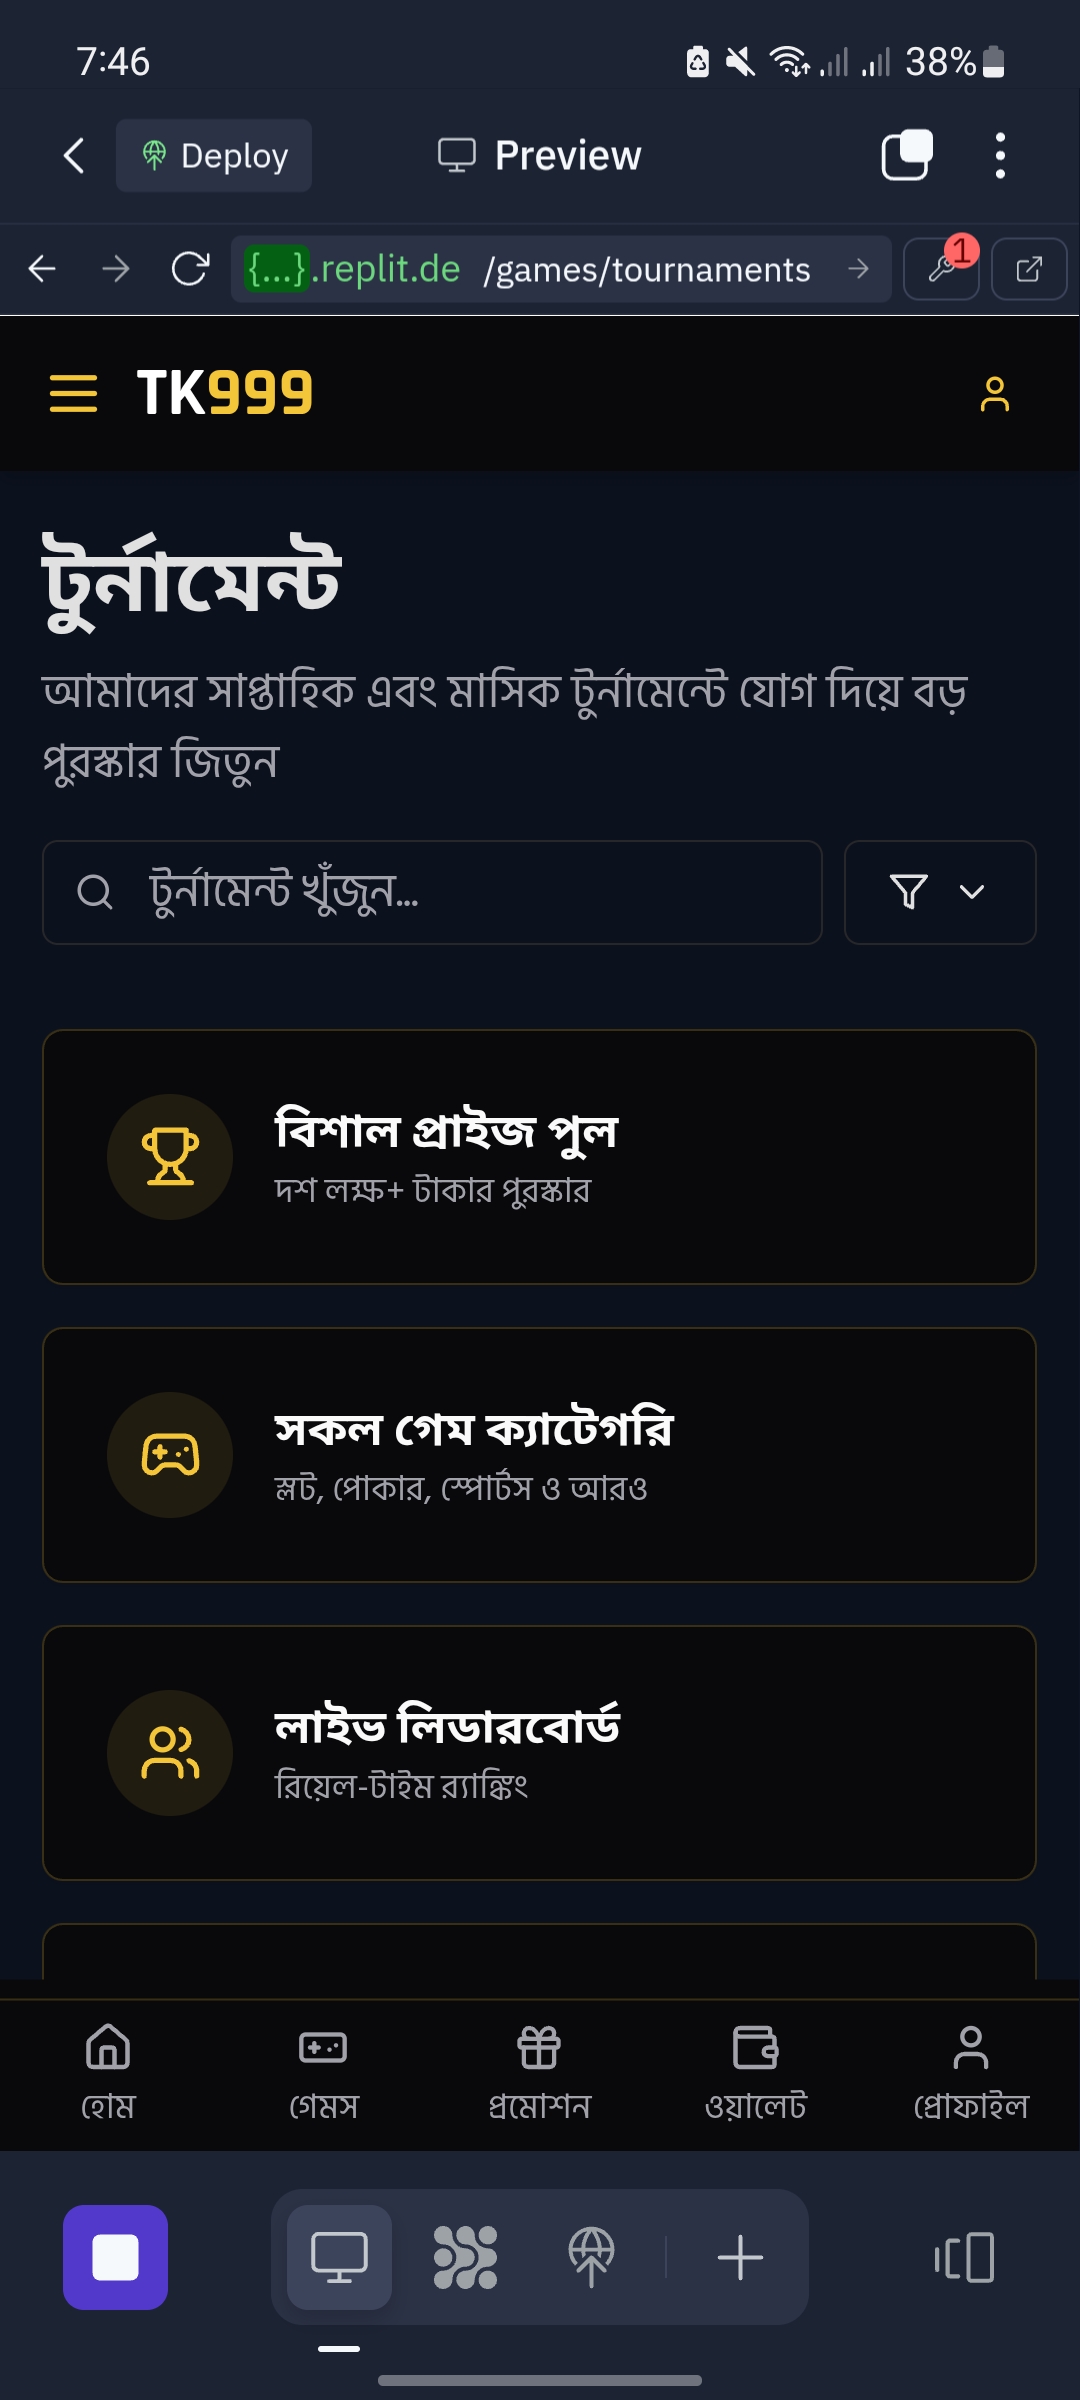 7:46
38%
Deploy
Preview
{...}.replit.de /games/tournaments
1
TK999
টুর্নামেন্ট
আমাদের সাপ্তাহিক এবং মাসিক টুর্নামেন্টে যোগ দিয়ে বড়
পুরস্কার জিতুন
টুর্নামেন্ট খুঁজুন...
বিশাল প্রাইজ পুল
দশ লক্ষ+ টাকার পুরস্কার
সকল গেম ক্যাটেগরি
স্লট, পোকার, স্পোর্টস ও আরও
লাইভ লিডারবোর্ড
রিয়েল-টাইম র‍্যাঙ্কিং
হোম
গেমস
প্রমোশন
ওয়ালেট
প্রোফাইল